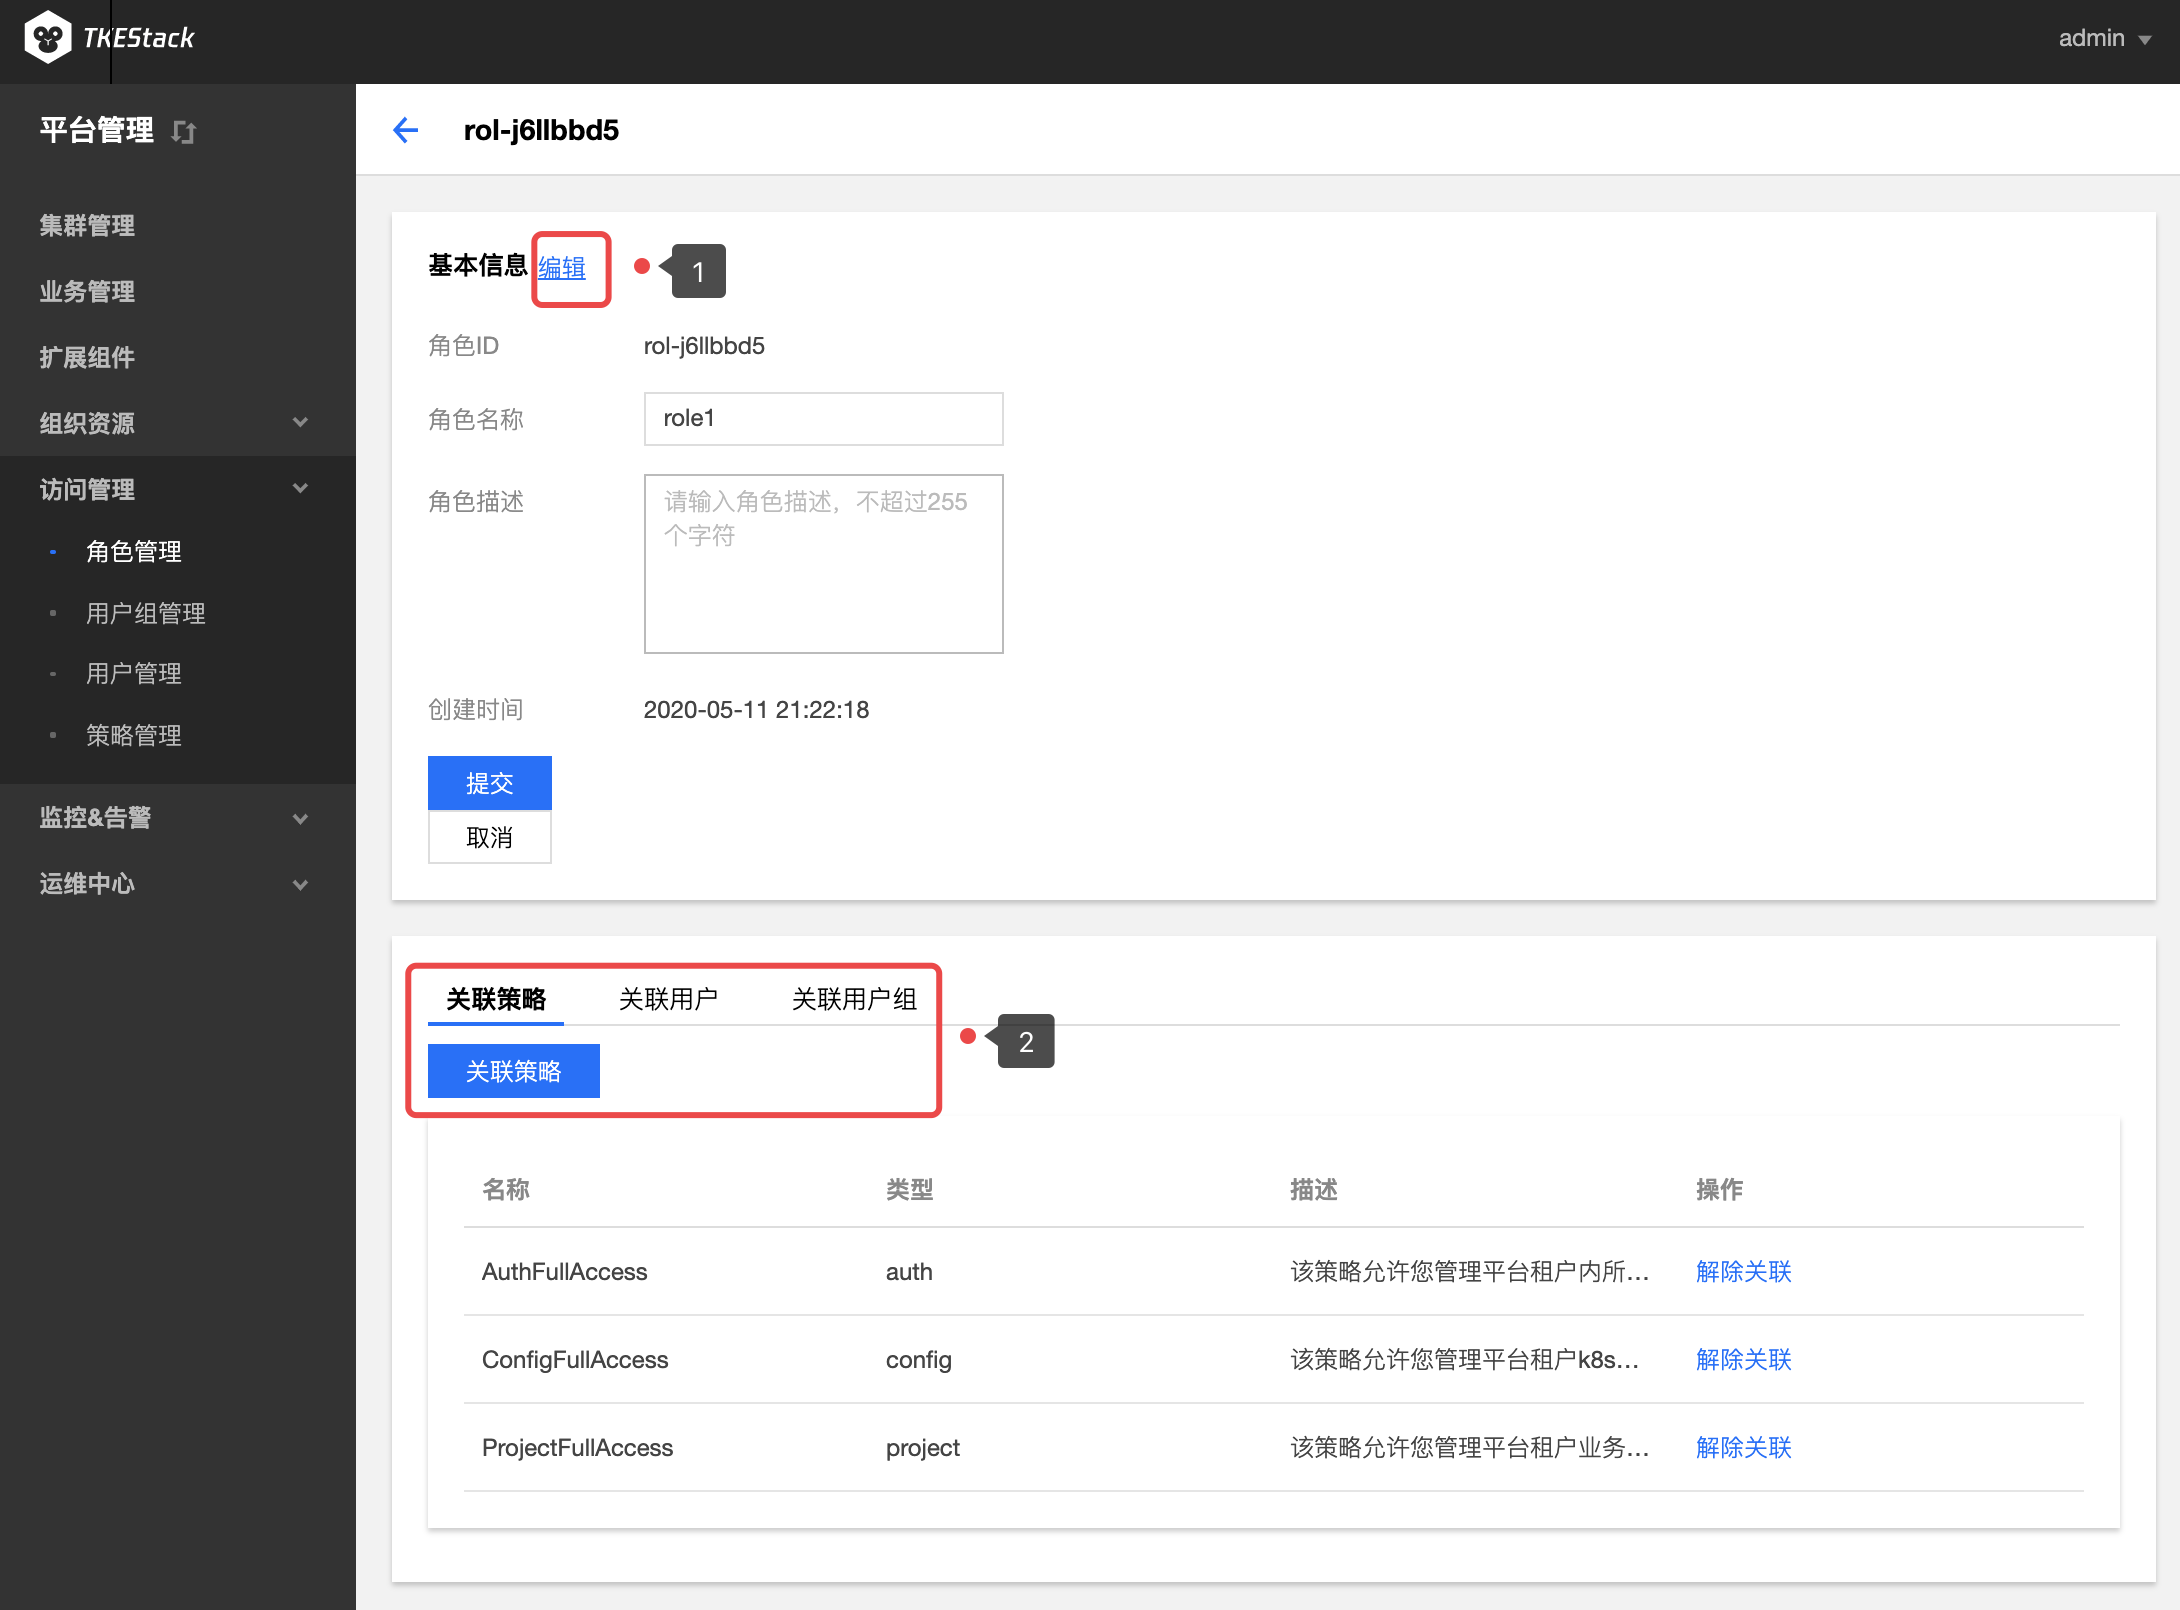 TKEStack
admin
平台管理
集群管理
业务管理
扩展组件
组织资源
访问管理
角色管理
用户组管理
用户管理
策略管理
监控&告警
运维中心
rol-j6llbbd5
基本信息 编辑
1
角色ID rol-j6llbbd5
角色名称 role1
角色描述 请输入角色描述，不超过255
个字符
创建时间 2020-05-11 21:22:18
提交
取消
关联策略 关联用户 关联用户组
2
关联策略
名称 类型 描述 操作
AuthFullAccess auth 该策略允许您管理平台租户内所... 解除关联
ConfigFullAccess config 该策略允许您管理平台租户k8s... 解除关联
ProjectFullAccess project 该策略允许您管理平台租户业务... 解除关联